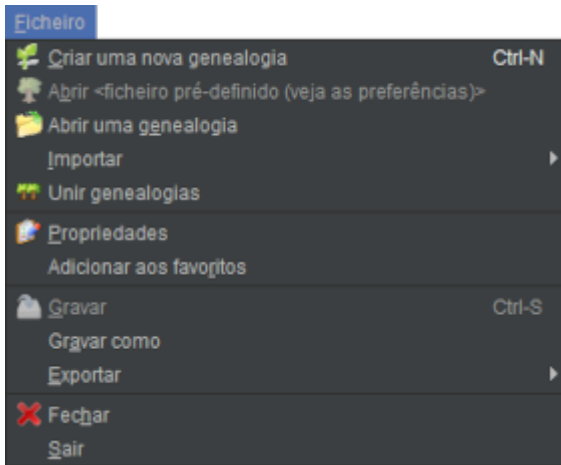 Ficheiro
Criar uma nova genealogia Ctrl-N
Abrir <ficheiro pré-definido (veja as preferências)>
Abrir uma genealogia
Importar
Unir genealogias
Propriedades
Adicionar aos favoritos
Gravar Ctrl-S
Gravar como
Exportar
Fechar
Sair